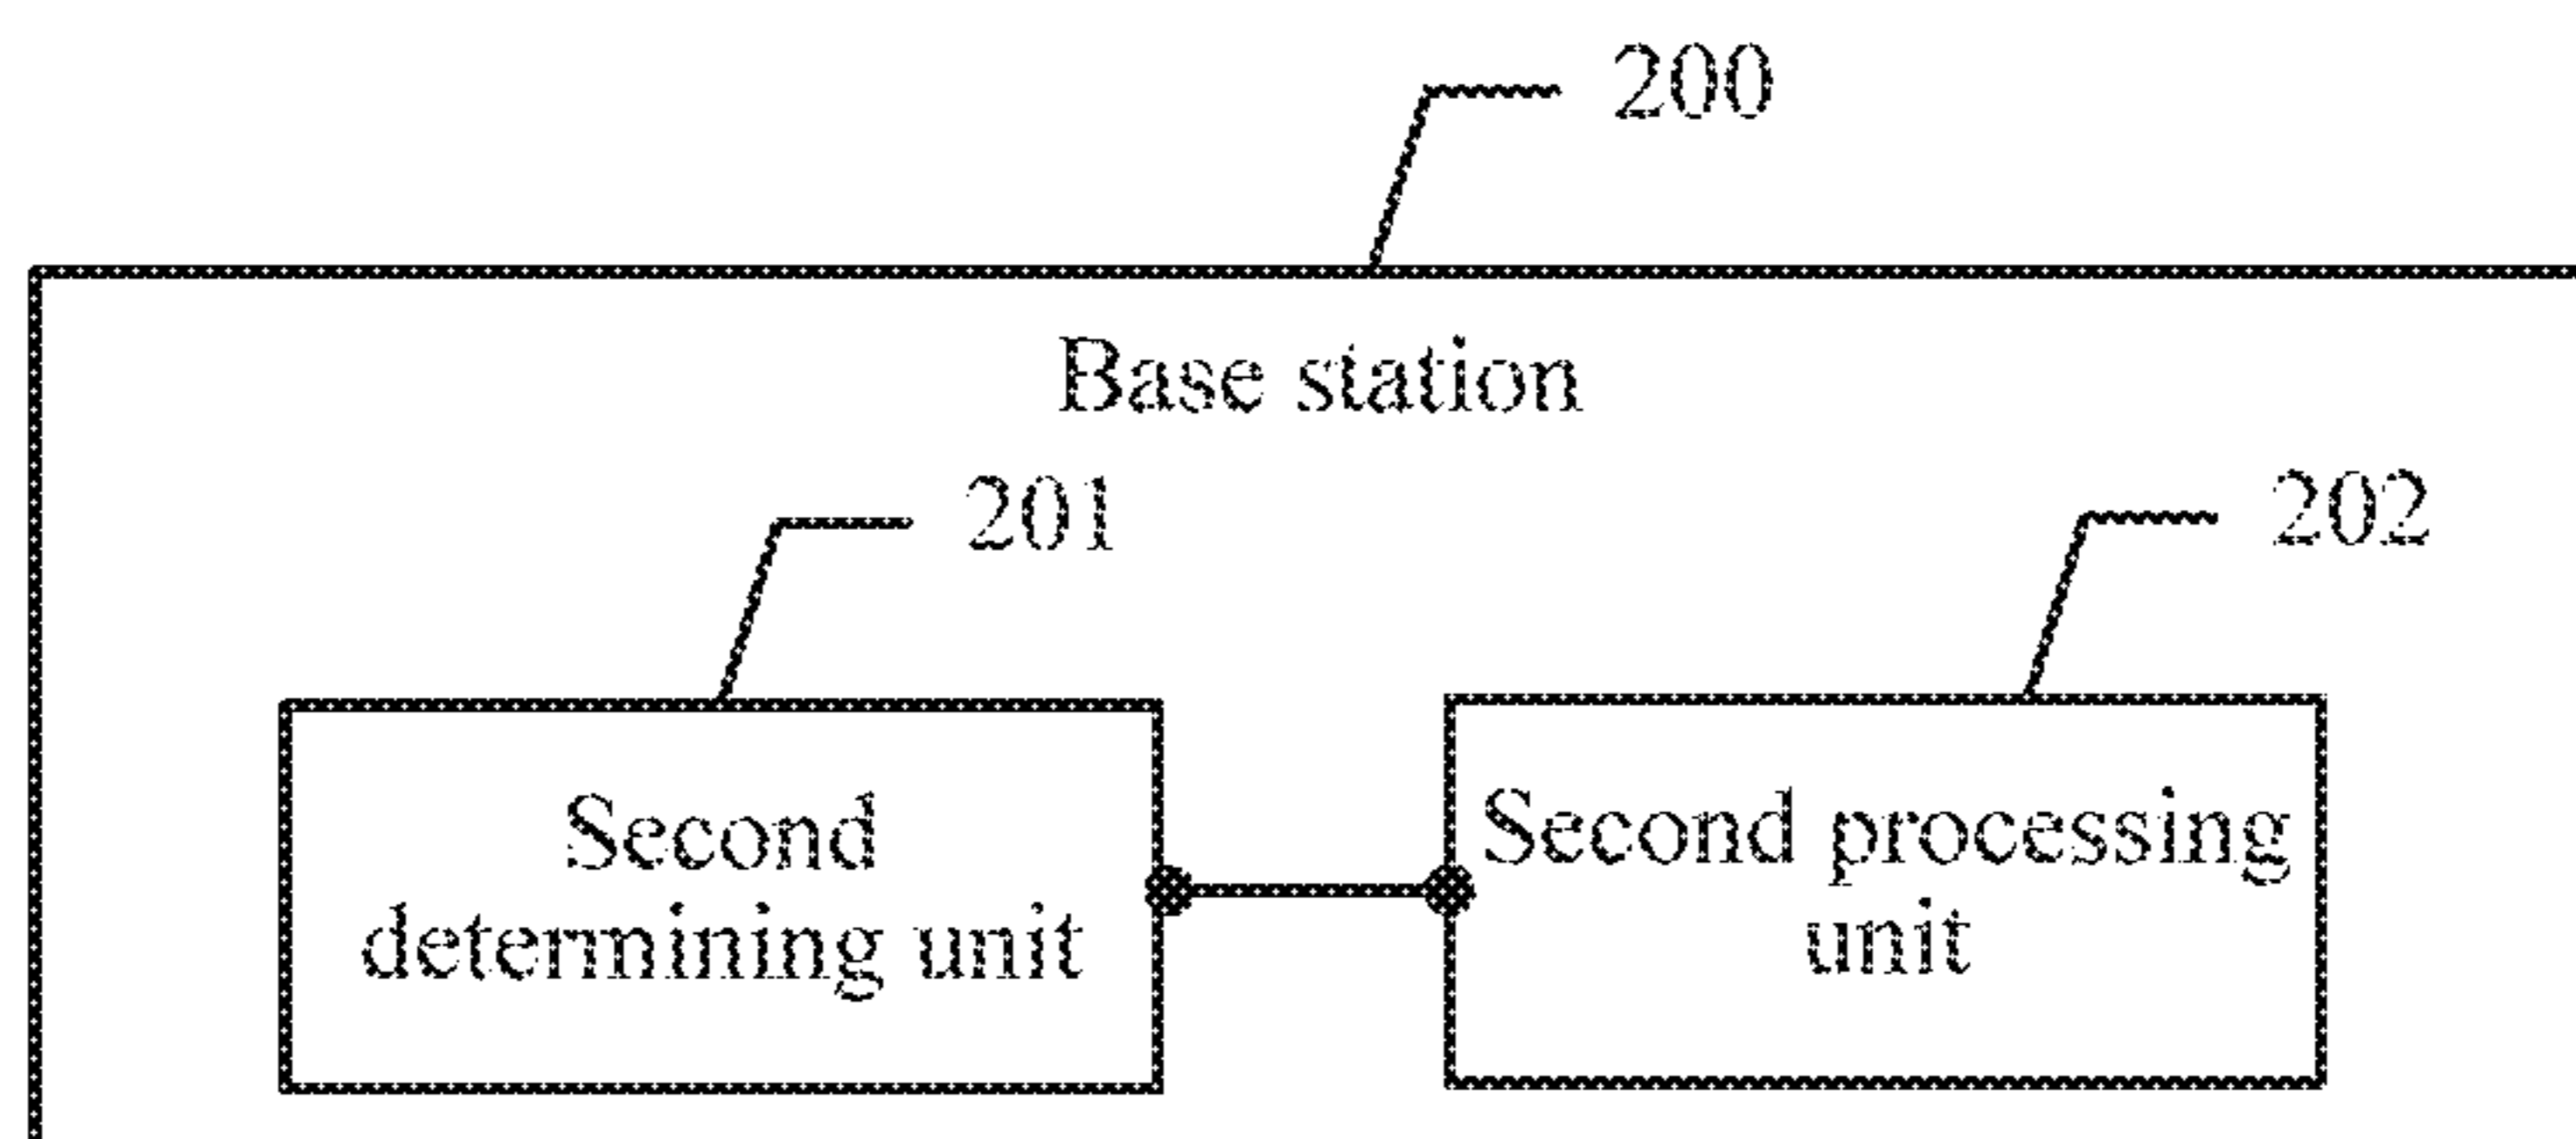 200
Base station
201
202
Second
determining unit
Second processing
unit